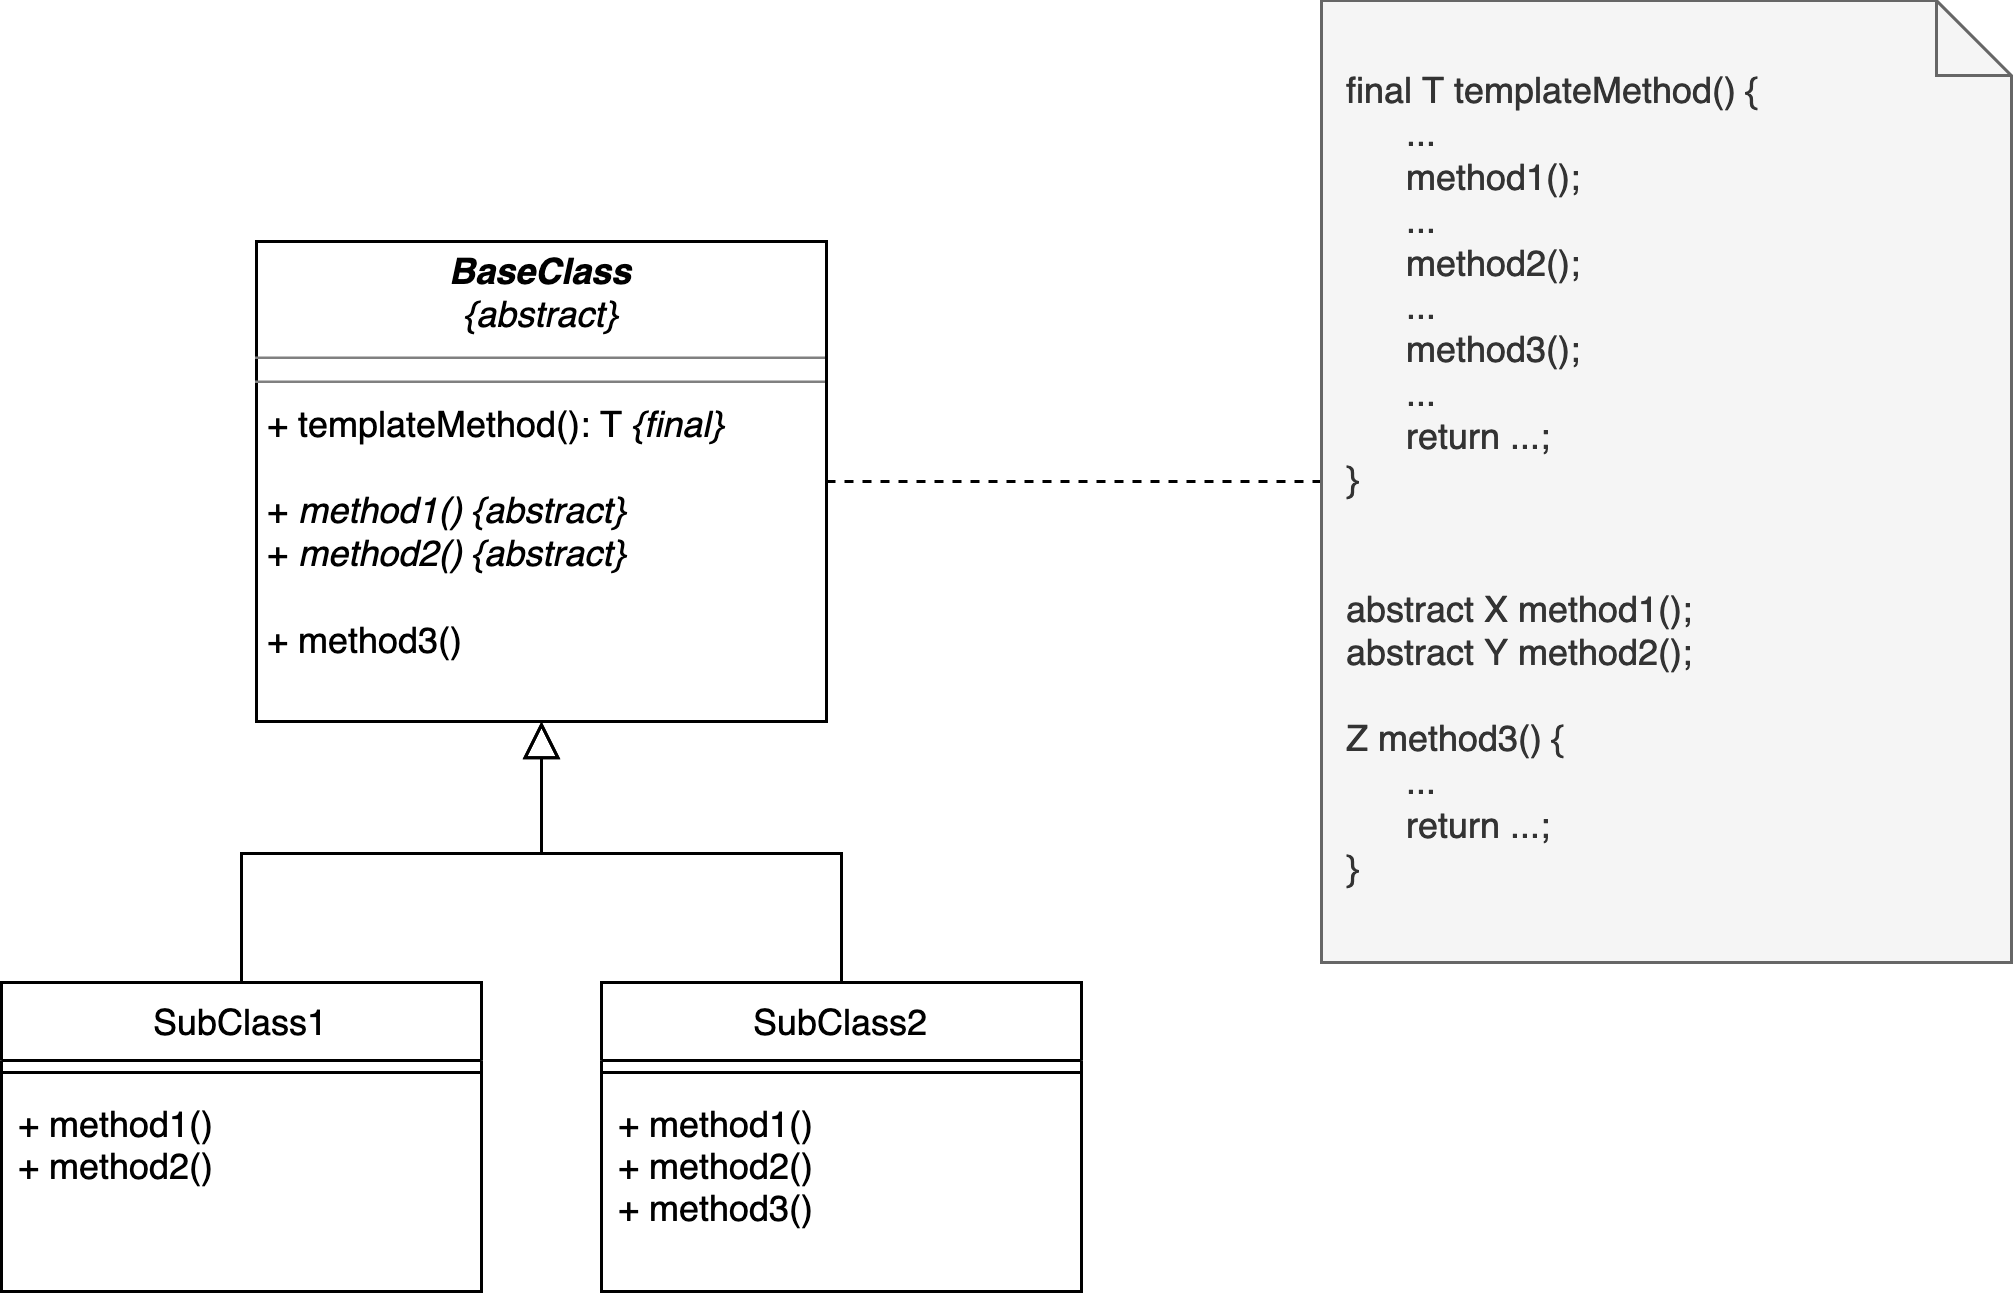 BaseClass
{abstract}
+ templateMethod(): T {final}
+ method1() {abstract}
+ method2() {abstract}
+ method3()
final T templateMethod() {
...
method1();
...
method2();
...
method3();
...
return ...;
}
abstract X method1();
abstract Y method2();
Z method3() {
...
return ...;
}
SubClass1
+ method1()
+ method2()
SubClass2
+ method1()
+ method2()
+ method3()